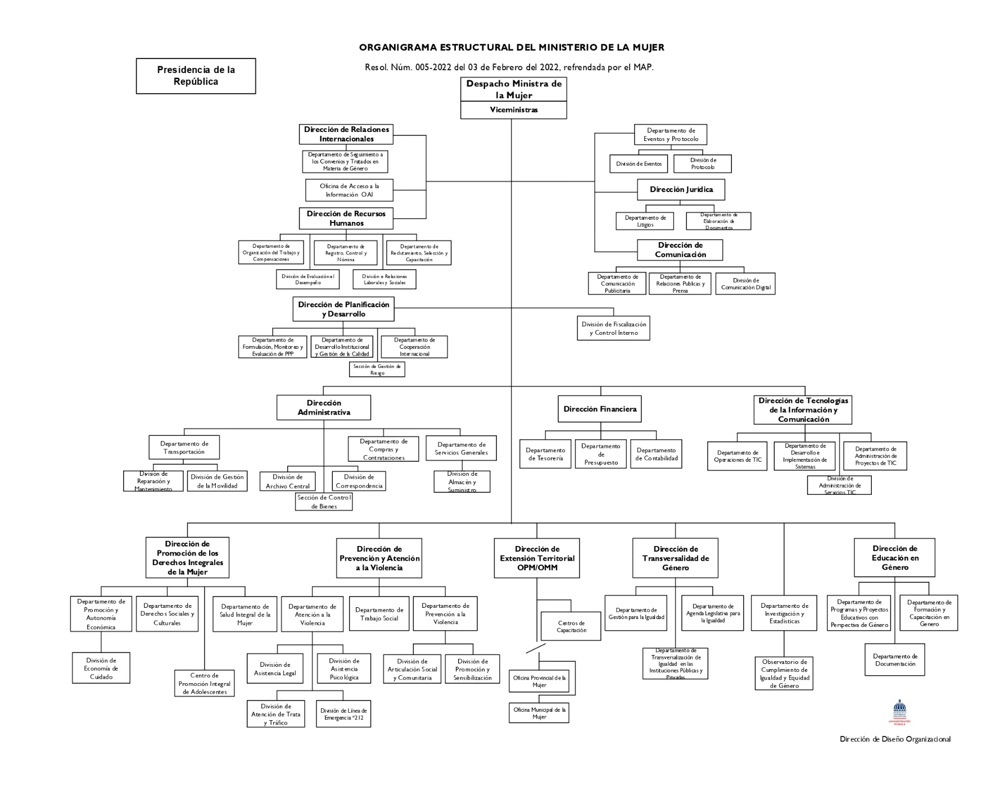 ORGANIGRAMA ESTRUCTURAL DEL MINISTERIO DE LA MUJER
Presidencia de la
República
Resol. Núm. 005-2022 del 03 de Febrero del 2022, refrendada por el MAP.
Despacho Ministra de
la Mujer
Viceministras
Dirección de Relaciones
Internacionales
Departamento de Seguimiento a
los Convenios y Tratados en
Materia de Género
Oficina de Acceso a la
Información OAI
Dirección de Recursos
Humanos
Departamento de
Organización del Trabajo y
Compensaciones
Departamento de
Registro, Control y
Nómina
Departamento de
Reclutamiento, Selección y
Capacitación
División de Evaluación el
Desempeño
División e Relaciones
Laborales y Sociales
Departamento de
Eventos y Protocolo
División de Eventos
División de
Protocolo
Dirección Jurídica
Departamento de
Litigios
Departamento de
Elaboración de
Documentos
Dirección de
Comunicación
Departamento de
Comunicación
Publicitaria
Departamento de
Relaciones Publicas y
Prensa
División de
Comunicación Digital
Dirección de Planificación
y Desarrollo
División de Fiscalización
y Control Interno
Departamento de
Formulación, Monitoreo y
Evaluación de PPP
Departamento de
Desarrollo Institucional
y Gestión de la Calidad
Departamento de
Cooperación
Internacional
Sección de Gestión de
Riesgo
Dirección
Administrativa
Dirección Financiera
Dirección de Tecnologías
de la Información y
Comunicación
Departamento de
Transportación
Departamento de
Compras y
Contrataciones
Departamento de
Servicios Generales
División de
Reparación y
Mantenimiento
División de Gestión
de la Movilidad
División de
Archivo Central
División de
Correspondencia
División de
Almacén y
Suministro
Sección de Control
de Bienes
Departamento
de Tesorería
Departamento
de
Presupuesto
Departamento
de Contabilidad
Departamento de
Operaciones de TIC
Departamento de
Desarrollo e
Implementación de
Sistemas
Departamento de
Administración de
Proyectos de TIC
División de
Administración de
Servicios TIC
Dirección de
Promoción de los
Derechos Integrales
de la Mujer
Dirección de
Prevención y Atención
a la Violencia
Dirección de
Extensión Territorial
OPM/OMM
Dirección de
Transversalidad de
Género
Dirección de
Educación en
Género
Departamento de
Promoción y
Autonomía
Económica
Departamento de
Derechos Sociales y
Culturales
Departamento de
Salud Integral de la
Mujer
División de
Economía de
Cuidado
Centro de
Promoción Integral
de Adolescentes
Departamento de
Atención de la
Violencia
Departamento de
Trabajo Social
Departamento de
Prevención a la
Violencia
División de
Asistencia Legal
División de
Asistencia
Psicológica
División de
Articulación Social
y Comunitaria
División de
Promoción y
Sensibilización
División de
Atención de Trata
y Tráfico
División de Línea de
Emergencia *212
Centros de
Capacitación
Oficina Provincial de la
Mujer
Oficina Municipal de la
Mujer
Departamento de
Gestión para la Igualdad
Departamento de
Agenda Legislativa para
la Igualdad
Departamento de
Transversalización de
Igualdad en las
Instituciones Públicas y
Privadas
Departamento de
Investigación y
Estadísticas
Observatorio de
Cumplimiento de
Igualdad y Equidad
de Género
Departamento de
Programas y Proyectos
Educativos con
Perspectiva de Género
Departamento de
Formación y
Capacitación en
Genero
Departamento de
Documentación
ADMINISTRACIÓN
PÚBLICA
Dirección de Diseño Organizacional